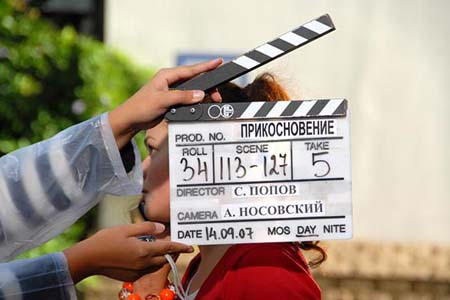 PROD. NO. ПРИКОСНОВЕНИЕ
ROLL SCENE TAKE
34 113-127 5
DIRECTOR С. ПОПОВ
CAMERA А. НОСОВСКИЙ
DATE 14.09.07 MOS DAY NITE